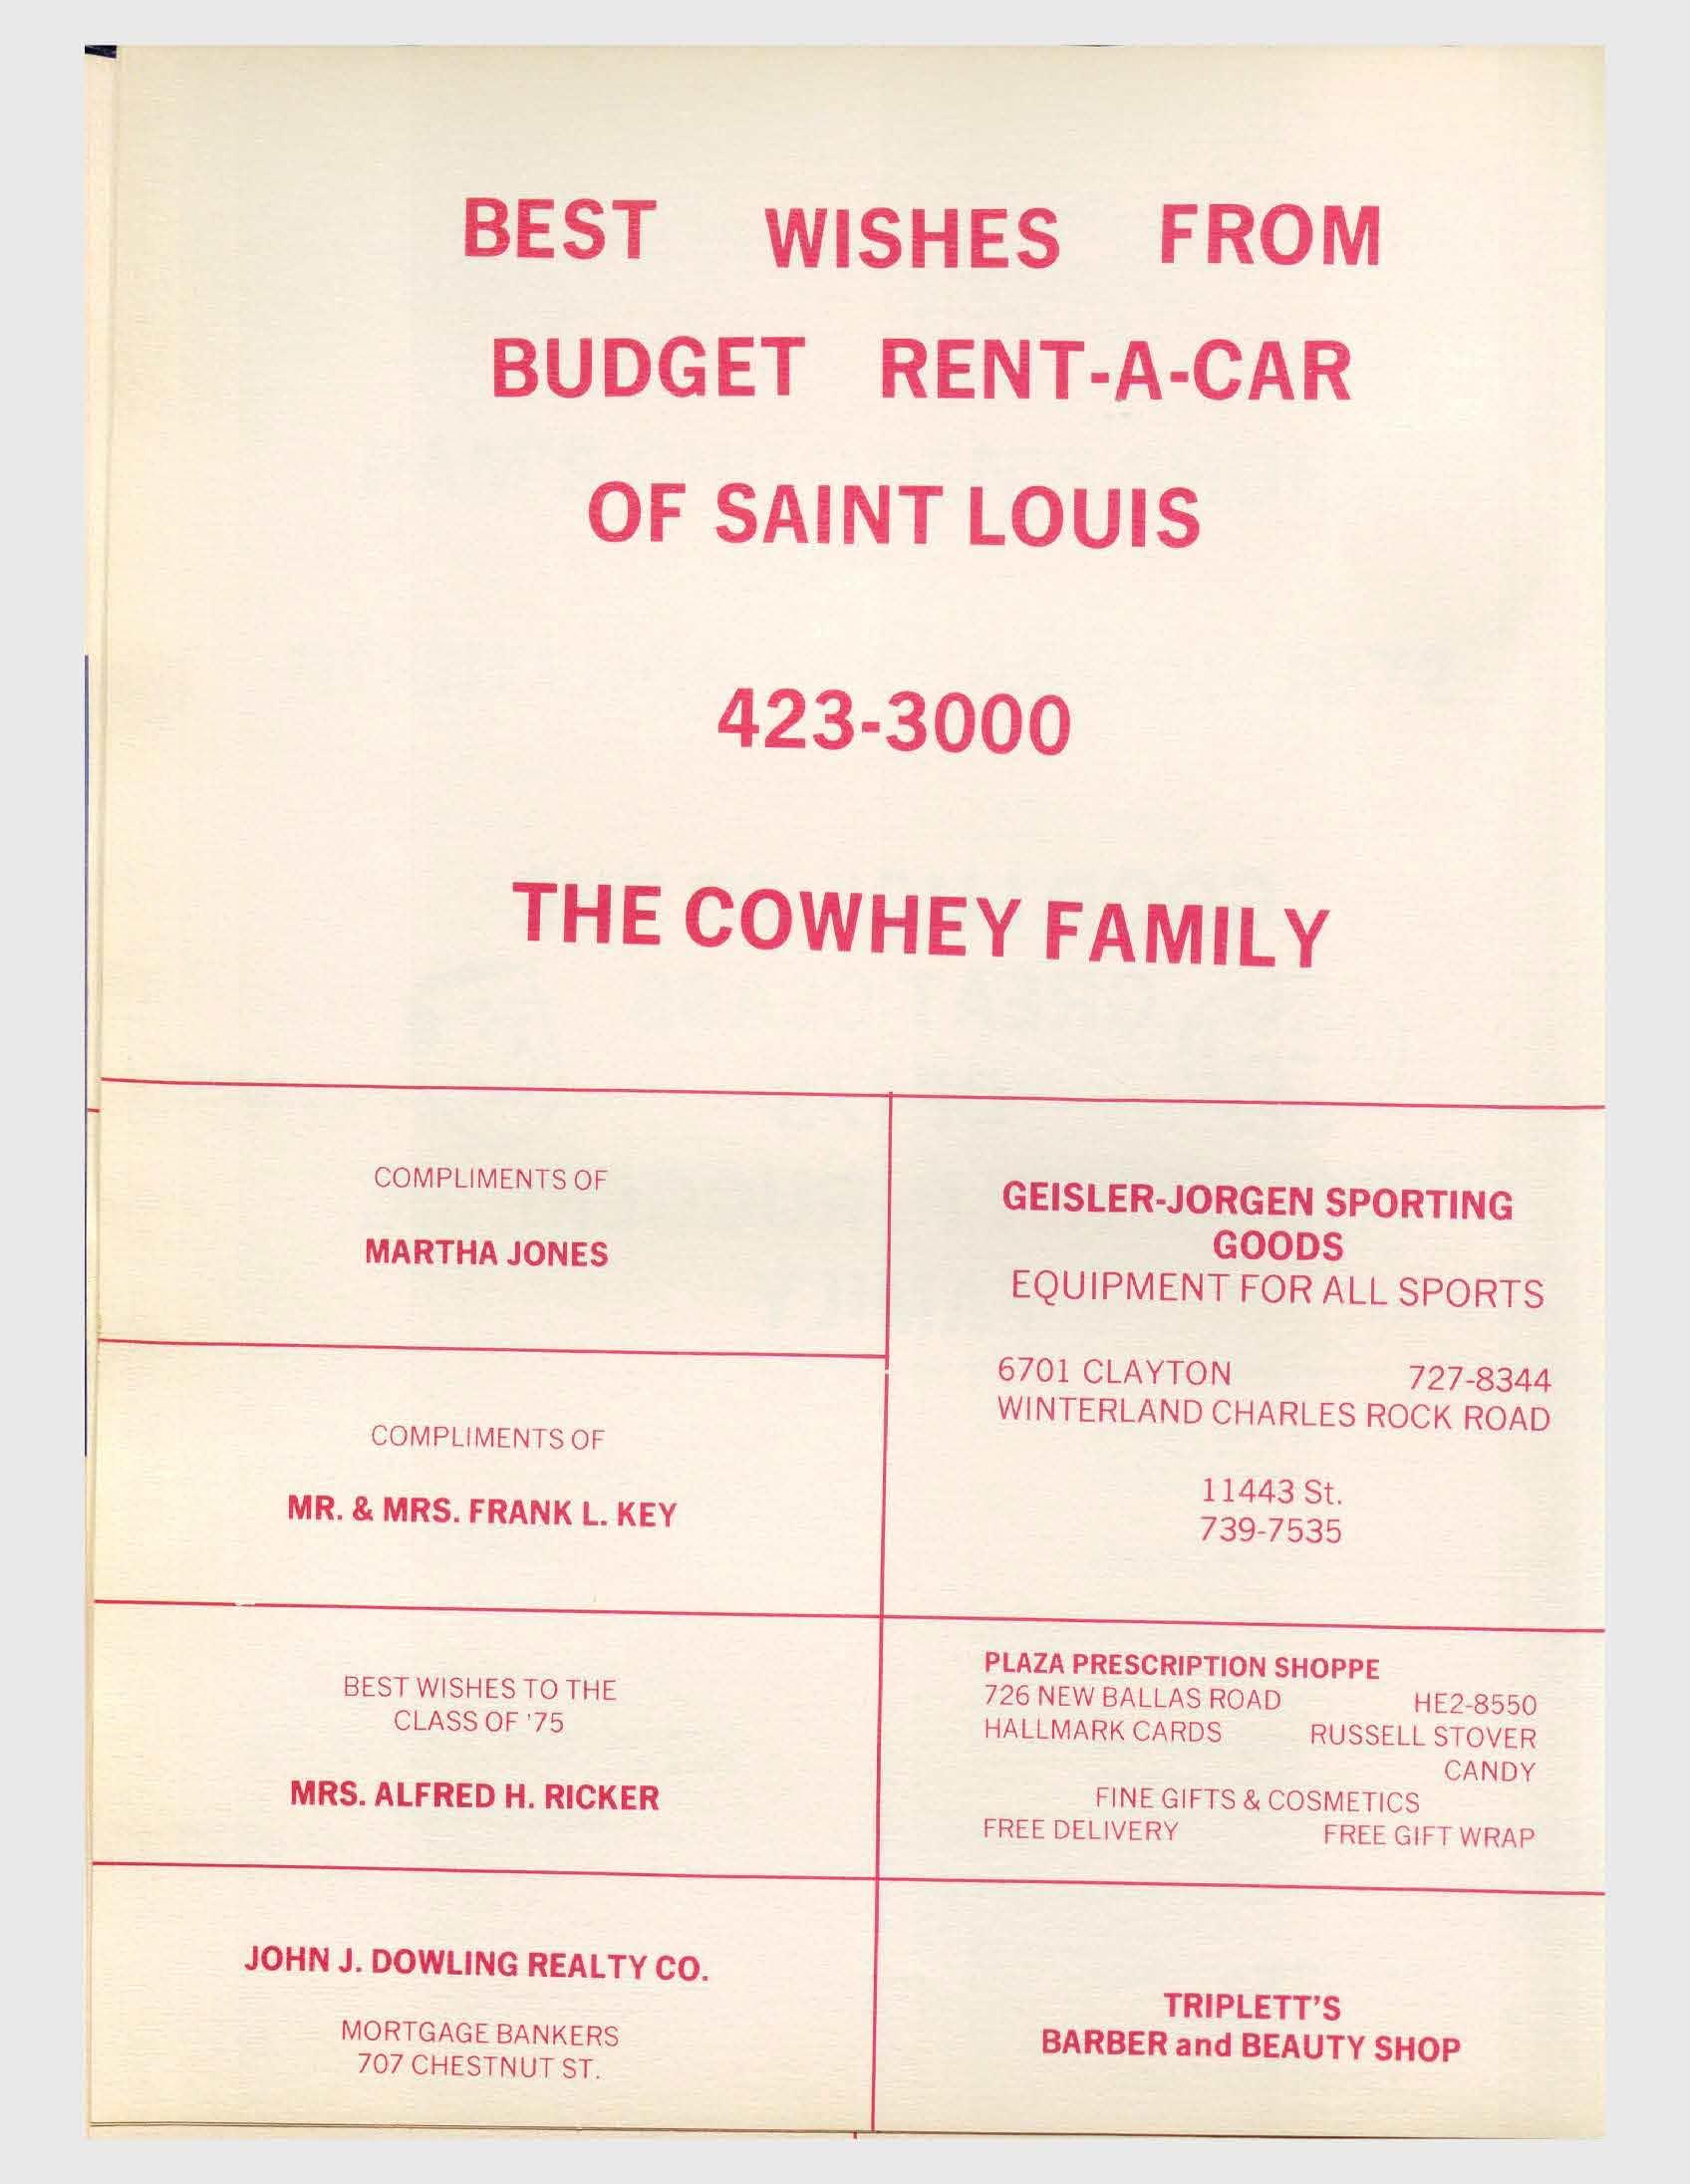 BEST WISHES FROM
BUDGET RENT-A-CAR
OF SAINT LOUIS
423-3000
THE COWHEY FAMILY
COMPLIMENTS OF
MARTHA JONES
COMPLIMENTS OF
MR. & MRS. FRANK L. KEY
BEST WISHES TO THE
CLASS OF '75
MRS. ALFRED H. RICKER
JOHN J. DOWLING REALTY CO.
MORTGAGE BANKERS
707 CHESTNUT ST.
GEISLER-JORGEN SPORTING
GOODS
EQUIPMENT FOR ALL SPORTS
6701 CLAYTON 727-8344
WINTERLAND CHARLES ROCK ROAD
11443 St.
739-7535
PLAZA PRESCRIPTION SHOPPE
726 NEW BALLAS ROAD HE2-8550
HALLMARK CARDS RUSSELL STOVER
CANDY
FINE GIFTS & COSMETICS
FREE DELIVERY FREE GIFT WRAP
TRIPLETT'S
BARBER and BEAUTY SHOP